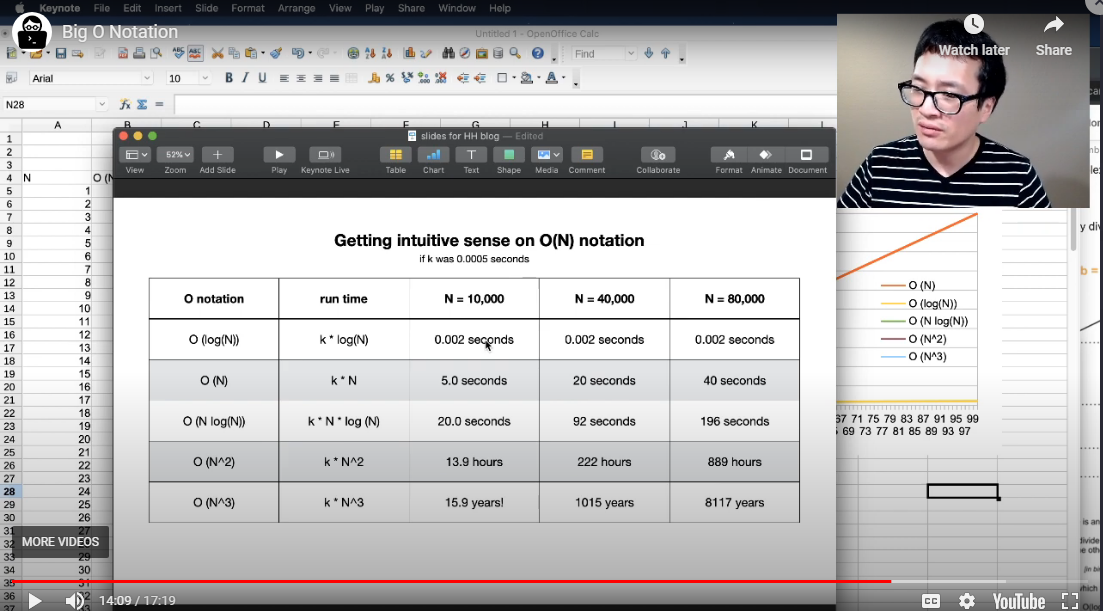 Keynote File Edit Insert Slide Format Arrange View Play Share Window Help
Big O Notation
Untitled 1 - OpenOffice Calc
Watch later
Share
Find
Arial
10
B I U
N28
A B C D E F G H I J K L
slides for HH blog — Edited
52%
View Zoom Add Slide Play Keynote Live Table Chart Text Shape Media Comment Collaborate Format Animate Document
1
2
3
4 N O (N
5 1
6 2
7 3
8 4
9 5
10 6
11 7
12 8
13 9
14 10
15 11
16 12
17 13
18 14
19 15
20 16
21 17
22 18
23 19
24 20
25 21
26 22
27 23
28 24
29 25
30 26
31 27
32
33 29
34 30
35 31
36 32
Getting intuitive sense on O(N) notation
if k was 0.0005 seconds
O notation run time N = 10,000 N = 40,000 N = 80,000
O (log(N)) k * log(N) 0.002 seconds 0.002 seconds 0.002 seconds
O (N) k * N 5.0 seconds 20 seconds 40 seconds
O (N log(N)) k * N * log (N) 20.0 seconds 92 seconds 196 seconds
O (N^2) k * N^2 13.9 hours 222 hours 889 hours
O (N^3) k * N^3 15.9 years! 1015 years 8117 years
O (N)
O (log(N))
O (N log(N))
O (N^2)
O (N^3)
67 71 75 79 83 87 91 95 99
69 73 77 81 85 89 93 97
MORE VIDEOS
14:09 / 17:19
CC
YouTube